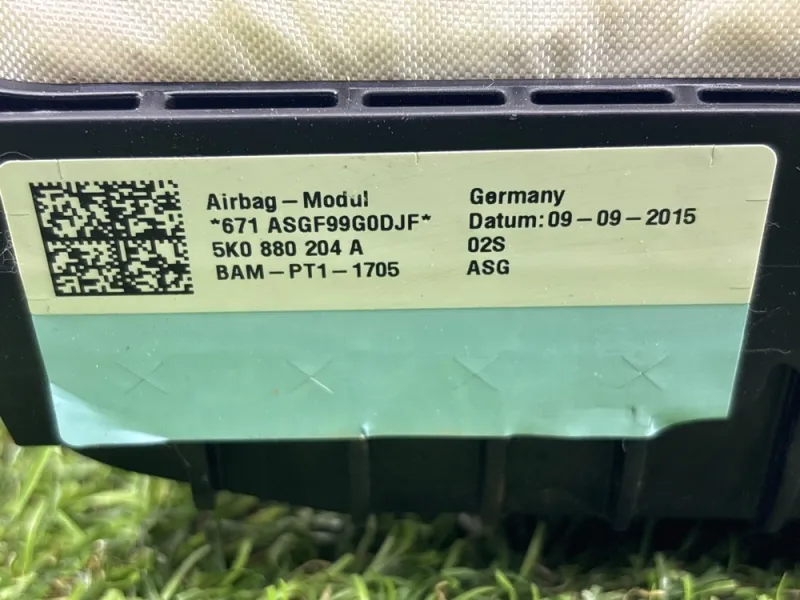 Airbag-Modul
*671 ASGF99G0DJF*
5K0 880 204 A
BAM-PT1-1705
Germany
Datum: 09-09-2015
02S
ASG